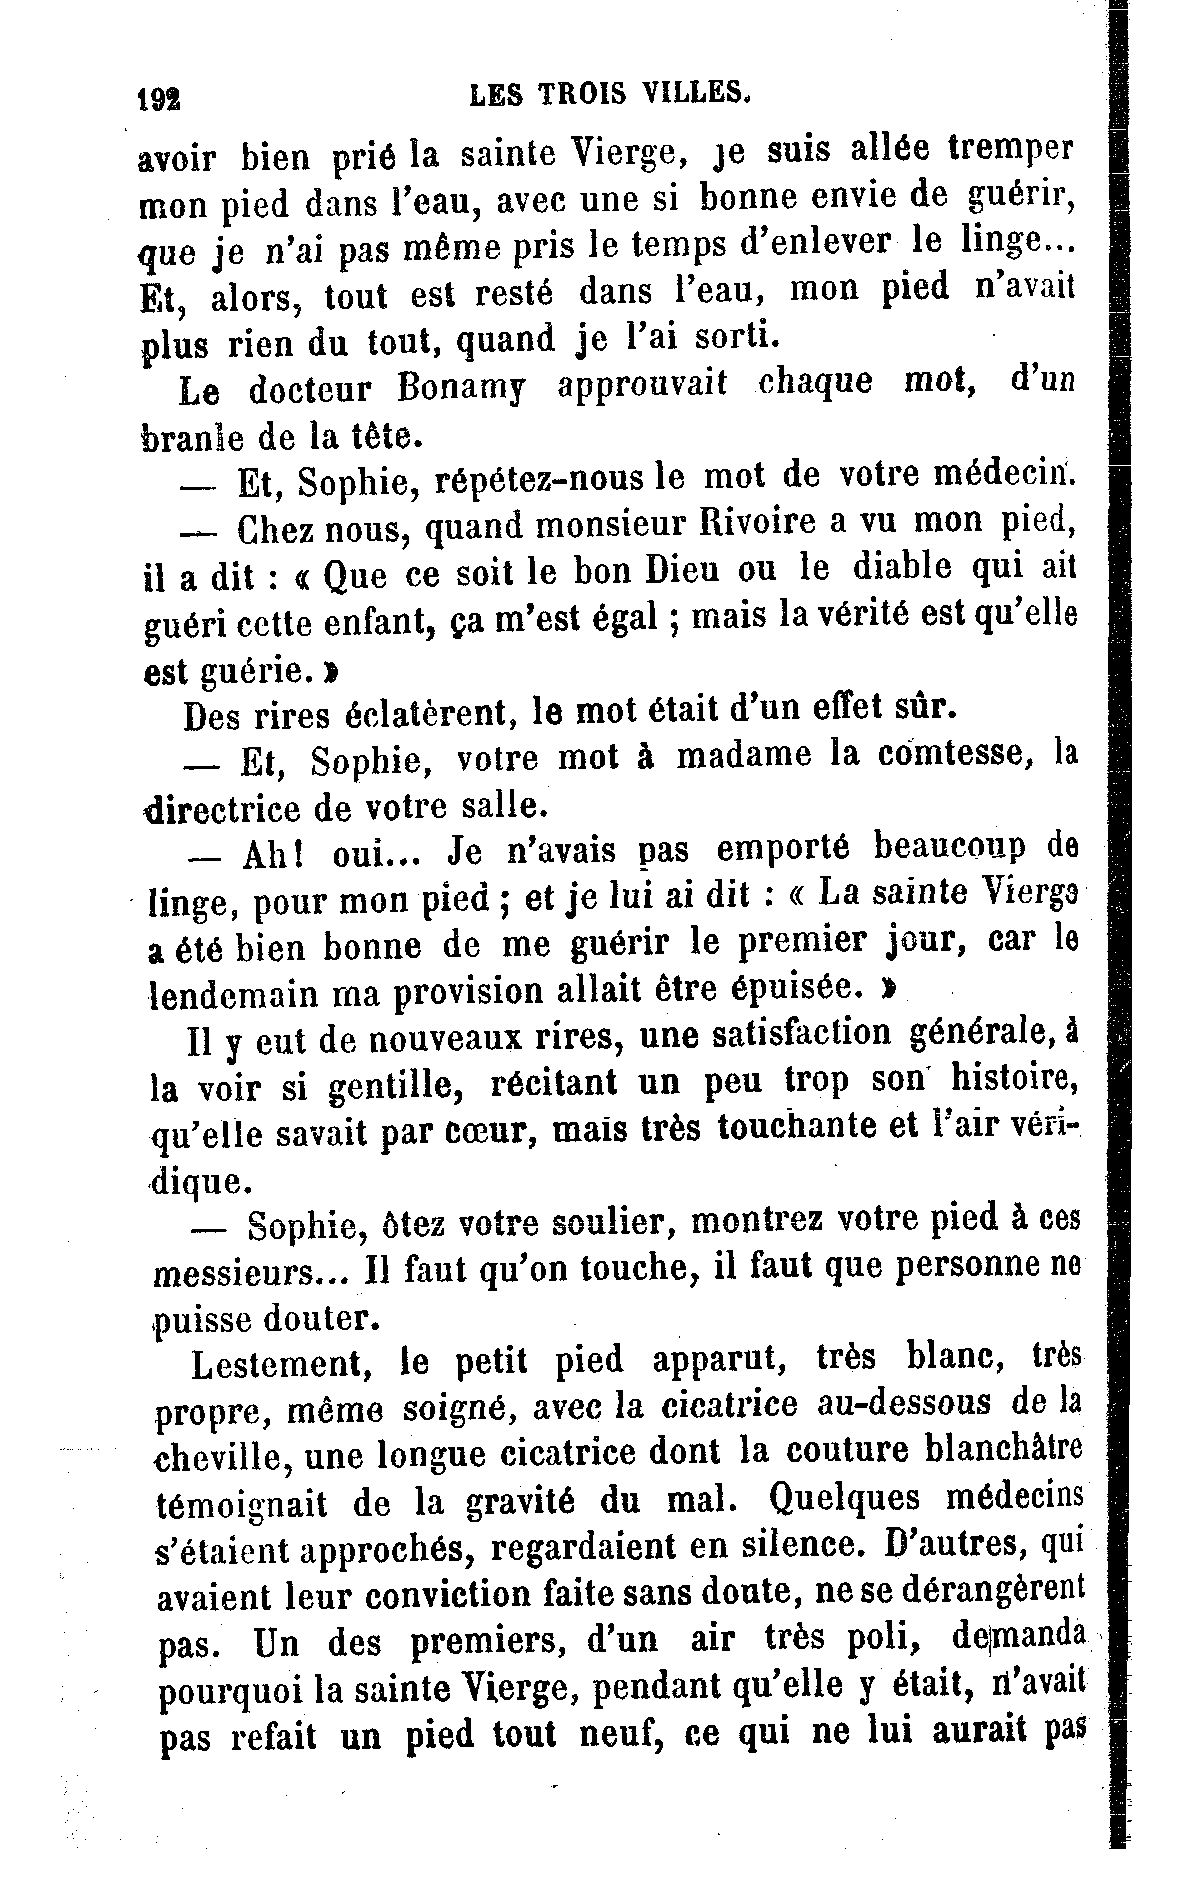 192 LES TROIS VILLES.
avoir bien prié la sainte Vierge, je suis allée tremper
mon pied dans l'eau, avec une si bonne envie de guérir,
que je n'ai pas même pris le temps d'enlever le linge...
Et, alors, tout est resté dans l'eau, mon pied n'avait
plus rien du tout, quand je l'ai sorti.
Le docteur Bonamy approuvait chaque mot, d'un
branle de la tête.
— Et, Sophie, répétez-nous le mot de votre médecin.
— Chez nous, quand monsieur Rivoire a vu mon pied,
il a dit : « Que ce soit le bon Dieu ou le diable qui ait
guéri cette enfant, ça m'est égal ; mais la vérité est qu'elle
est guérie. »
Des rires éclatèrent, le mot était d'un effet sûr.
— Et, Sophie, votre mot à madame la comtesse, la
directrice de votre salle.
— Ah! oui... Je n'avais pas emporté beaucoup de
linge, pour mon pied ; et je lui ai dit : « La sainte Vierge
a été bien bonne de me guérir le premier jour, car le
lendemain ma provision allait être épuisée. »
Il y eut de nouveaux rires, une satisfaction générale, à
la voir si gentille, récitant un peu trop son histoire,
qu'elle savait par cœur, mais très touchante et l'air véri-
dique.
— Sophie, ôtez votre soulier, montrez votre pied à ces
messieurs... Il faut qu'on touche, il faut que personne ne
puisse douter.
Lestement, le petit pied apparut, très blanc, très
propre, même soigné, avec la cicatrice au-dessous de la
cheville, une longue cicatrice dont la couture blanchâtre
témoignait de la gravité du mal. Quelques médecins
s'étaient approchés, regardaient en silence. D'autres, qui
avaient leur conviction faite sans doute, ne se dérangèrent
pas. Un des premiers, d'un air très poli, demanda
pourquoi la sainte Vierge, pendant qu'elle y était, n'avait
pas refait un pied tout neuf, ce qui ne lui aurait pas